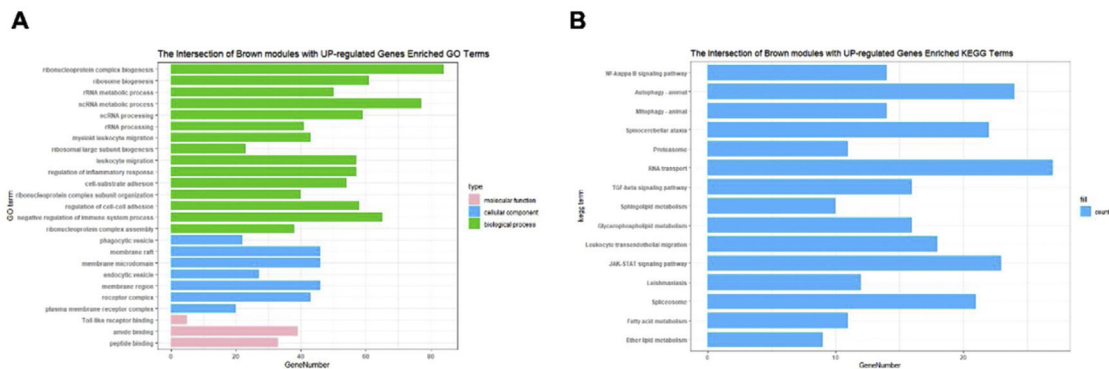 A
The Intersection of Brown modules with UP-regulated Genes Enriched GO Terms
ribonucleoprotein complex biogenesis
ribosome biogenesis
rRNA metabolic process
ncRNA metabolic process
ncRNA processing
rRNA processing
myeloid leukocyte migration
ribosomal large subunit biogenesis
leukocyte migration
regulation of inflammatory response
cell-substrate adhesion
ribonucleoprotein complex subunit organization
regulation of cell-cell adhesion
negative regulation of immune system process
ribonucleoprotein complex assembly
phagocytic vesicle
membrane raft
membrane microdomain
endocytic vesicle
membrane region
receptor complex
plasma membrane receptor complex
Toll-like receptor binding
amide binding
peptide binding
GO term
0 20 40 60 80
GeneNumber
type
molecular function
cellular component
biological process
B
The Intersection of Brown modules with UP-regulated Genes Enriched KEGG Terms
NF-kappa B signaling pathway
Autophagy - animal
Mitophagy - animal
Spinocerebellar ataxia
Proteasome
RNA transport
TGF-beta signaling pathway
Sphingolipid metabolism
Glycerophospholipid metabolism
Leukocyte transendothelial migration
JAK-STAT signaling pathway
Leishmaniasis
Spliceosome
Fatty acid metabolism
Ether lipid metabolism
kegg term
0 10 20
GeneNumber
fill
count